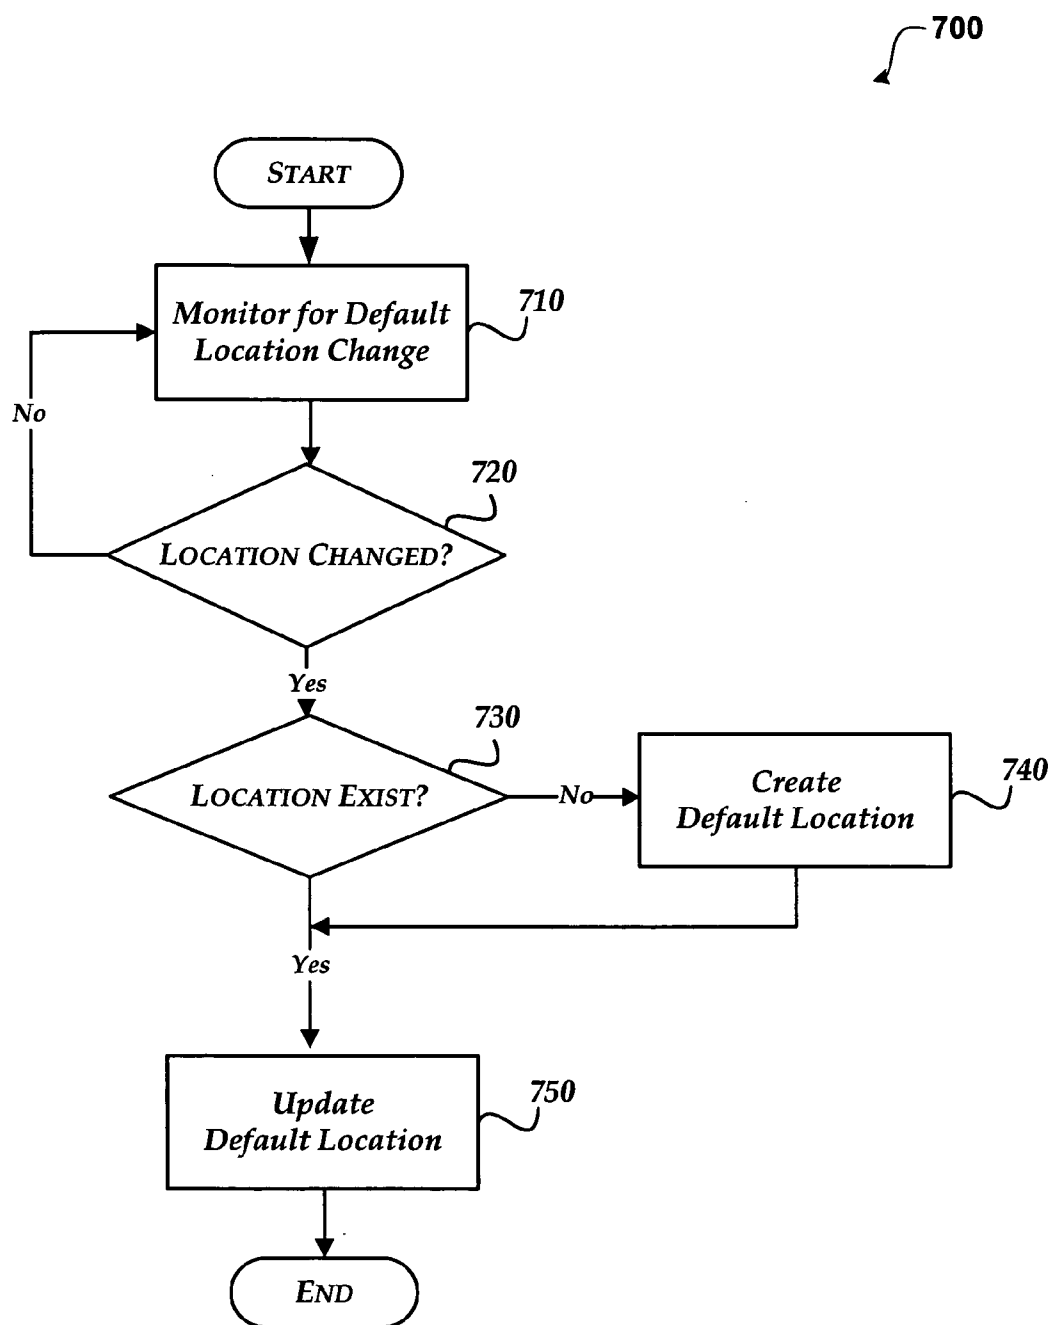 700
START
Monitor for Default
Location Change
710
No
720
LOCATION CHANGED?
Yes
730
LOCATION EXIST?
No
Create
Default Location
740
Yes
Update
Default Location
750
END